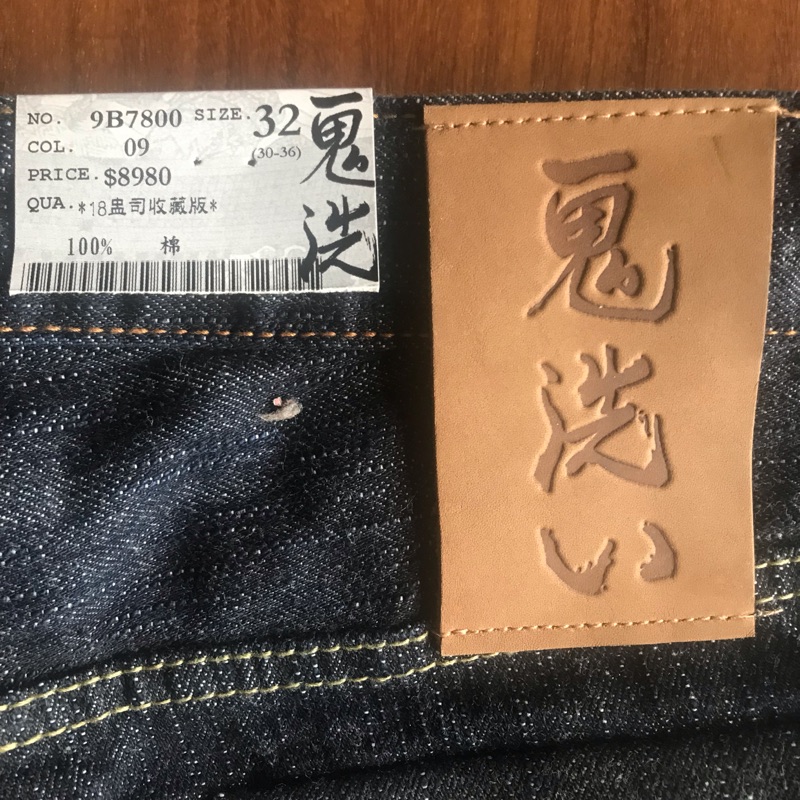 NO. 9B7800 SIZE. 32
COL. 09 (30-36)
PRICE. $8980
QUA. *18盅司收藏版*
100% 棉
鬼洗
鬼洗い